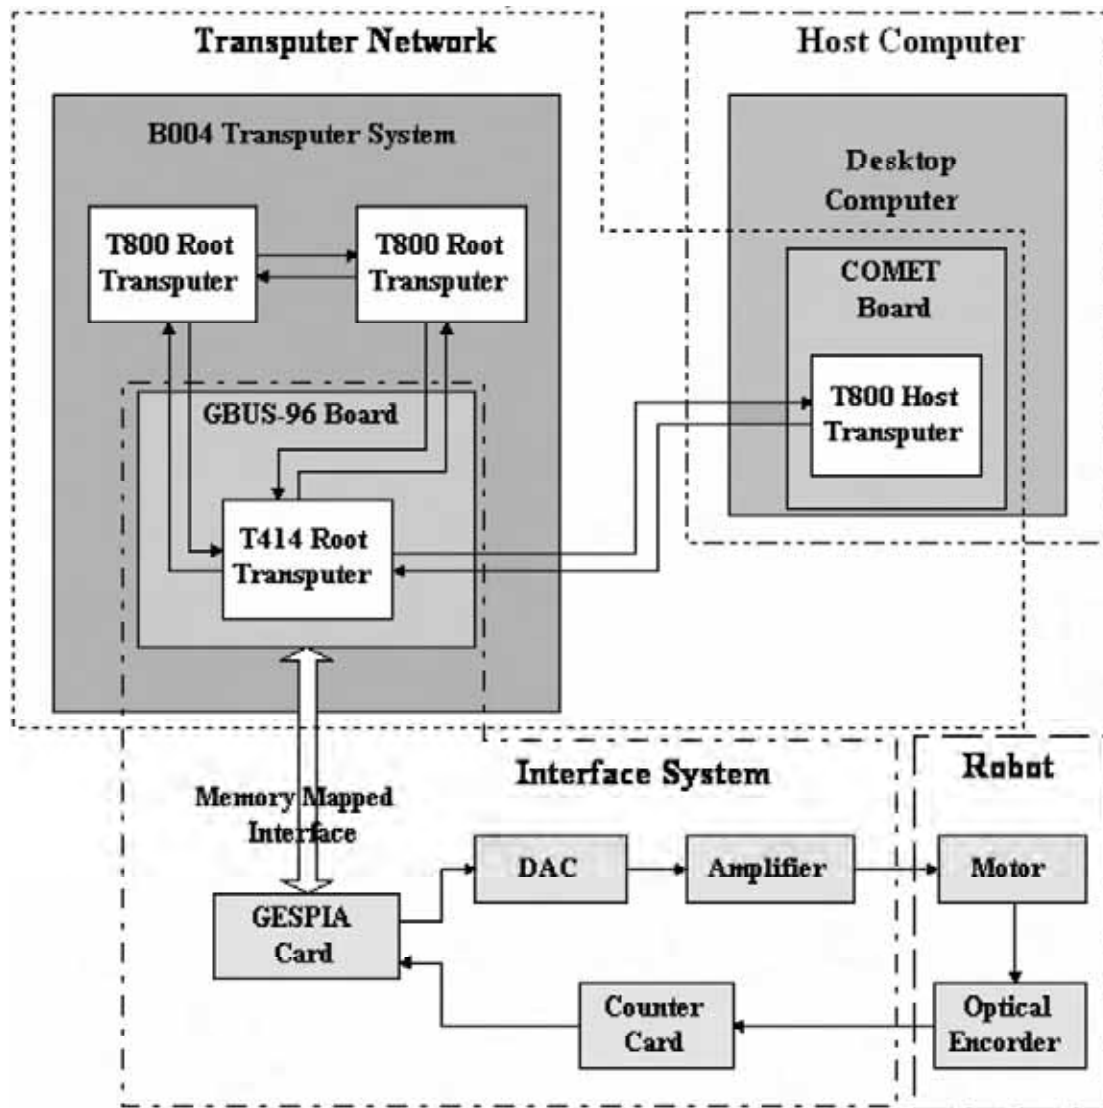 Transputer Network
Host Computer
B004 Transputer System
Desktop
Computer
T800 Root
Transputer
T800 Root
Transputer
COMET
Board
T800 Host
Transputer
GBUS-96 Board
T414 Root
Transputer
Interface System
Robot
Memory Mapped
Interface
DAC
Amplifier
Motor
GESPIA
Card
Counter
Card
Optical
Encorder